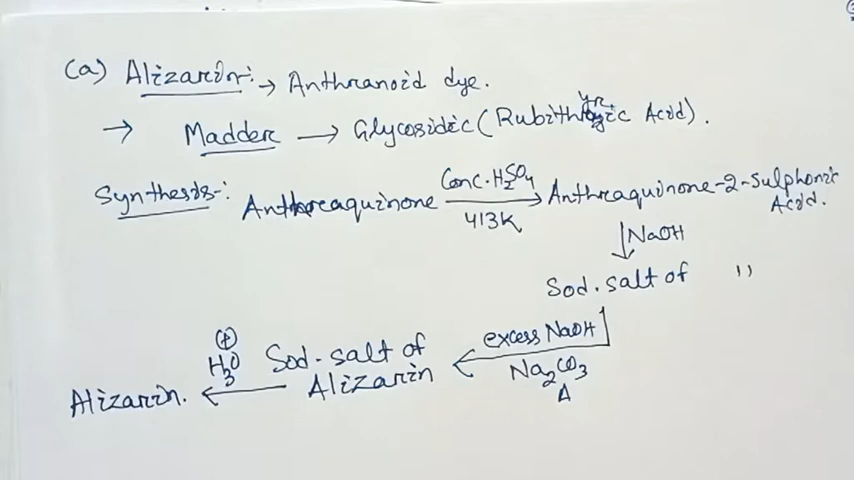 (a) Alizarin:→ Anthranoid dye.
→ Madder → Glycosidic (Rubithyric Acid).
Synthesis-: Anthraquinone Conc. H2SO4 → 413K Anthraquinone-2-Sulphonic Acid.
↓ NaOH
Sod. salt of "
excess NaOH
Na2CO3
Δ
Sod. salt of Alizarin
H3O⊕
Alizarin.